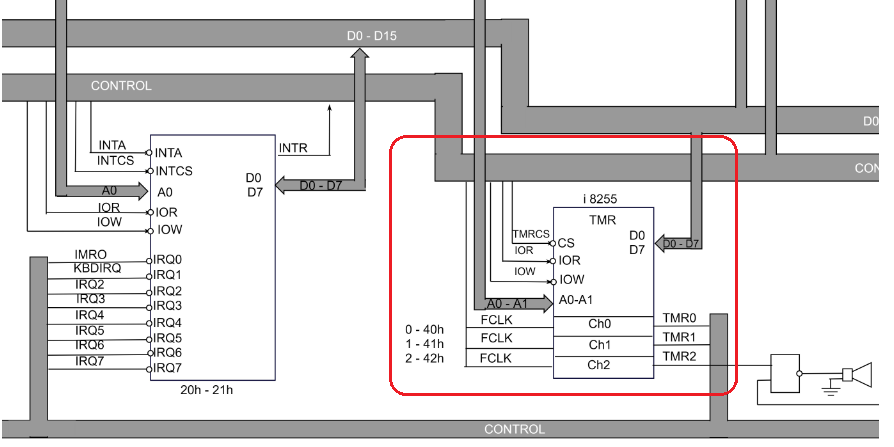 D0 - D15
CONTROL
D0
CON
INTA
INTCS
A0
IOR
IOW
INTA
INTCS
A0
IOR
IOW
D0
D7
INTR
D0 - D7
IMRO
KBDIRQ
IRQ2
IRQ3
IRQ4
IRQ5
IRQ6
IRQ7
IRQ0
IRQ1
IRQ2
IRQ3
IRQ4
IRQ5
IRQ6
IRQ7
20h - 21h
i 8255
TMR
TMRCS
IOR
IOW
A0 - A1
CS
IOR
IOW
A0-A1
D0
D7
D0 - D7
0 - 40h
1 - 41h
2 - 42h
FCLK
FCLK
FCLK
Ch0
Ch1
Ch2
TMR0
TMR1
TMR2
CONTROL